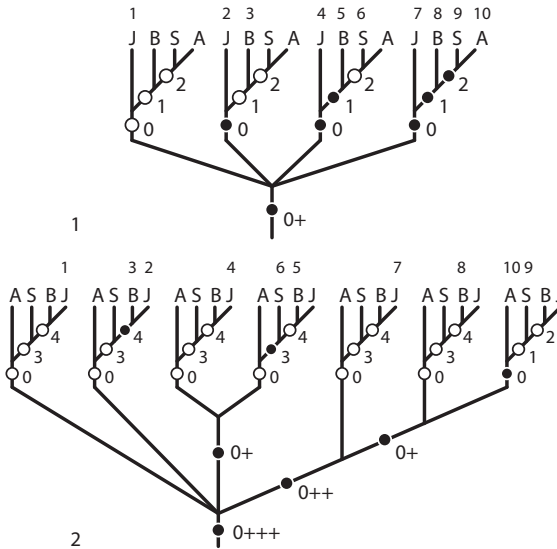 1 2 3 4 5 6 7 8 9 10
J B S A J B S A J B S A J B S A
2 2 2 2
1 1 1 1
0 0 0 0
0+
1
1 3 2 4 6 5 7 8 10 9
A S B J A S B J A S B J A S B J A S B J A S B J A S B J
4 4 4 4 4 4 2
3 3 3 3 3 3 1
0 0 0 0 0 0 0
0+ 0+
0++
0+++
2